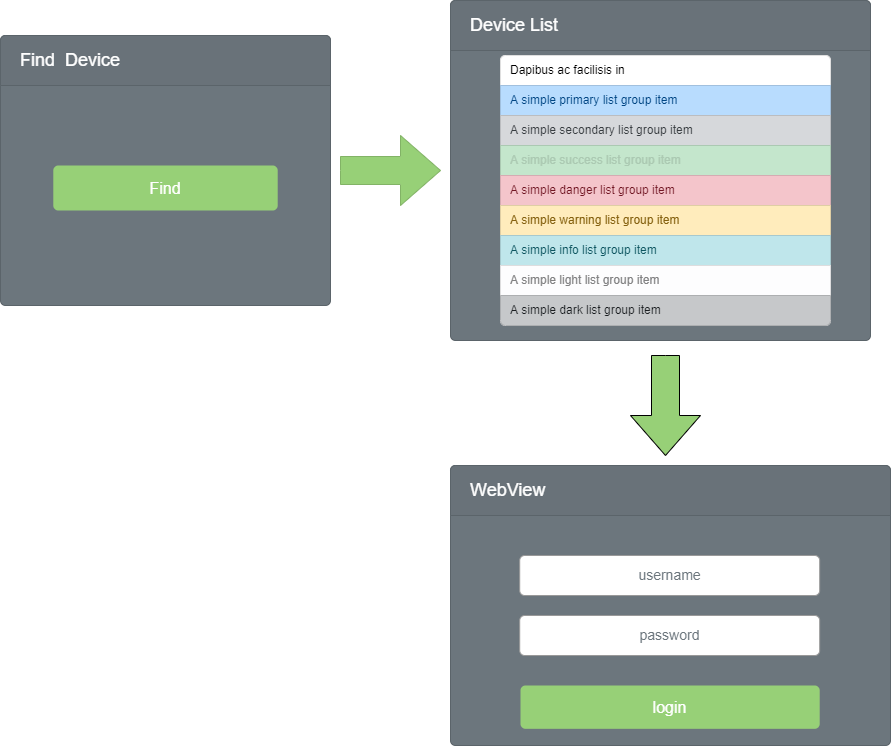 Find  Device
Find
Device List
Dapibus ac facilisis in
A simple primary list group item
A simple secondary list group item
A simple success list group item
A simple danger list group item
A simple warning list group item
A simple info list group item
A simple light list group item
A simple dark list group item
WebView
username
password
login